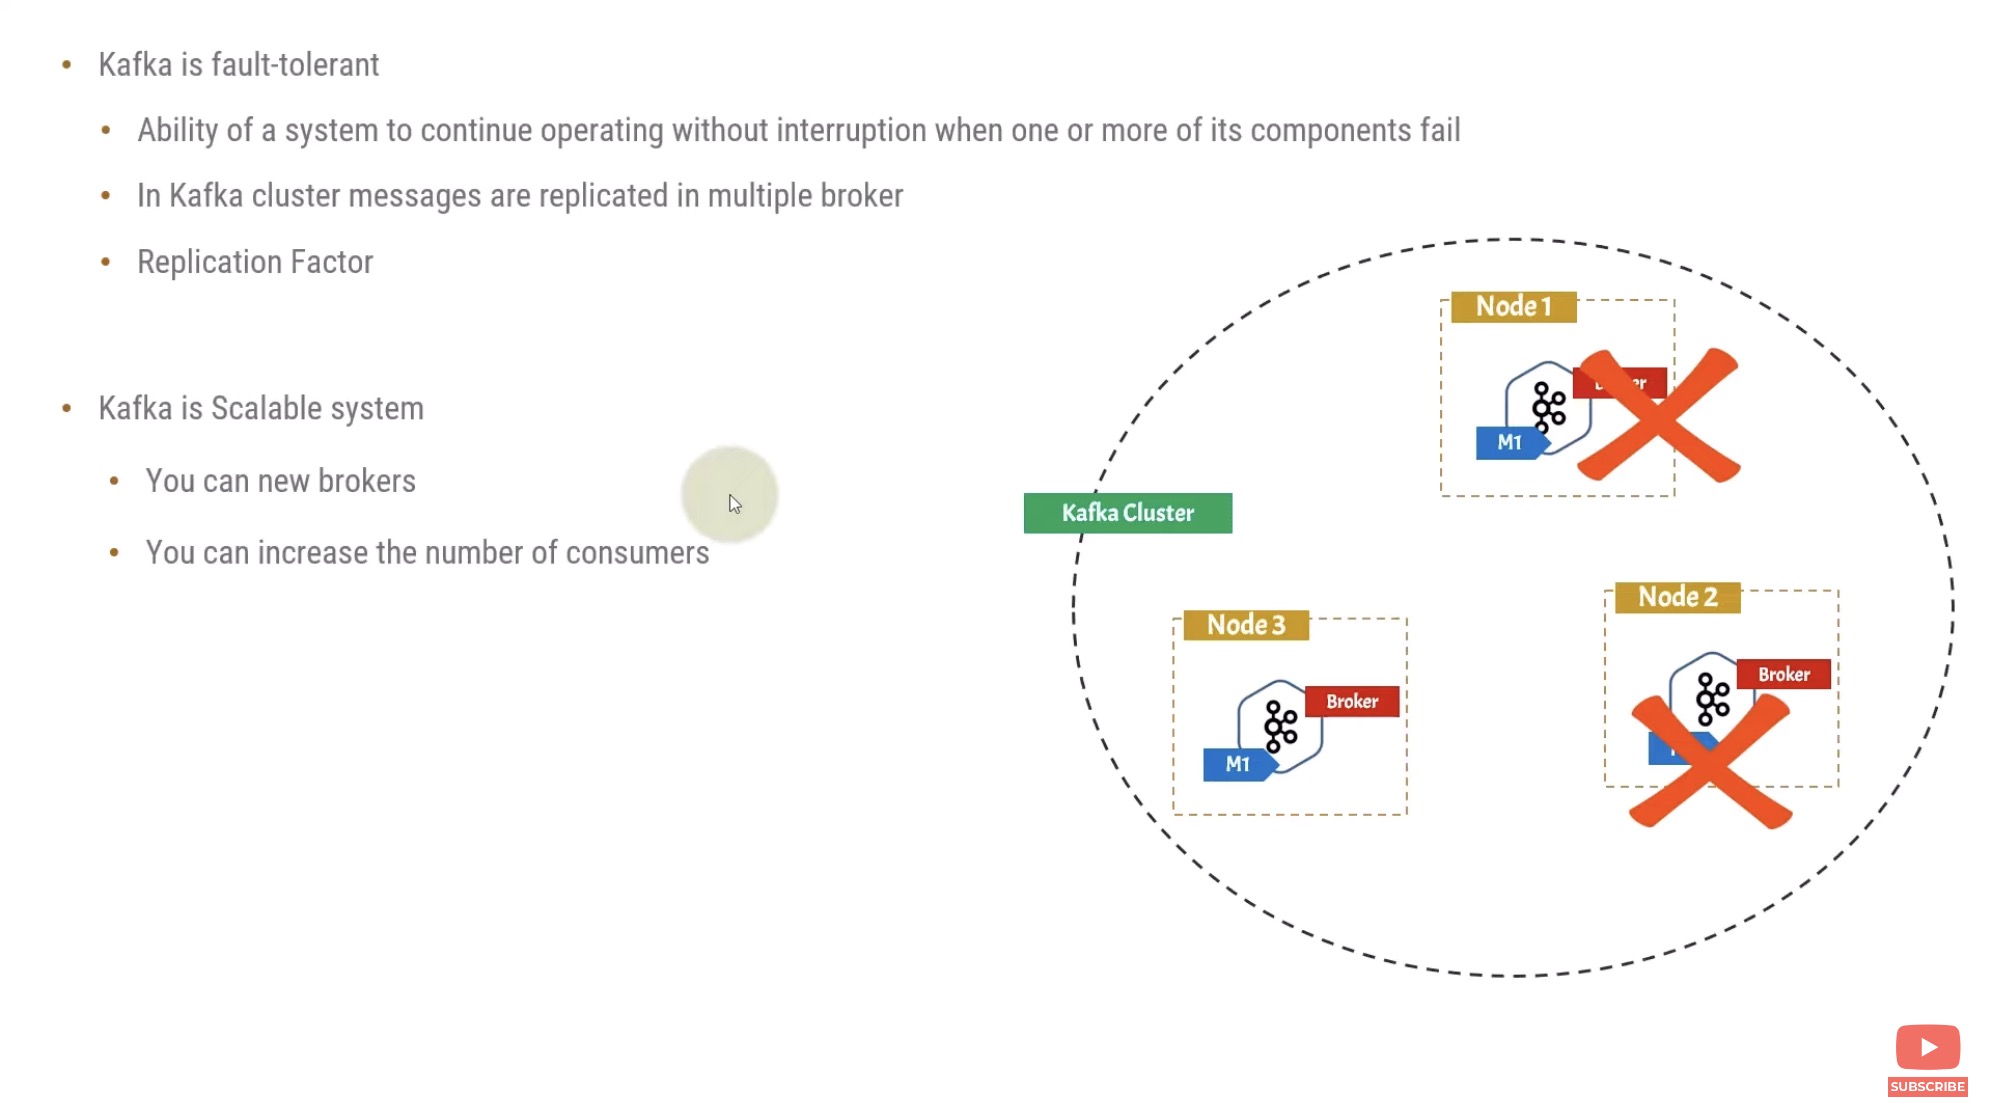 Kafka is fault-tolerant
Ability of a system to continue operating without interruption when one or more of its components fail
In Kafka cluster messages are replicated in multiple broker
Replication Factor
Kafka is Scalable system
You can new brokers
You can increase the number of consumers
Node 1
M1
Kafka Cluster
Node 2
Broker
Node 3
Broker
M1
SUBSCRIBE